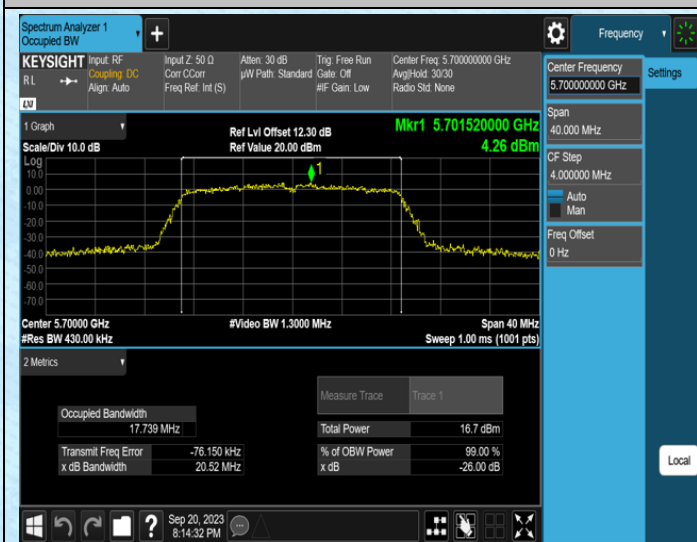 Spectrum Analyzer 1
Occupied BW
Frequency
KEYSIGHT
R L
LXI
Input: RF
Coupling: DC
Align: Auto
Input Z: 50 Ω
Corr CCorr
Freq Ref: Int (S)
Atten: 30 dB
µW Path: Standard
Trig: Free Run
Gate: Off
#IF Gain: Low
Center Freq: 5.700000000 GHz
Avg|Hold: 30/30
Radio Std: None
Center Frequency
5.700000000 GHz
Settings
Span
40.000 MHz
CF Step
4.000000 MHz
Auto
Man
Freq Offset
0 Hz
Local
1 Graph
Scale/Div 10.0 dB
Ref Lvl Offset 12.30 dB
Ref Value 20.00 dBm
Mkr1 5.701520000 GHz
4.26 dBm
Log
10.0
0.00
-10.0
-20.0
-30.0
-40.0
-50.0
-60.0
-70.0
1
Center 5.70000 GHz
#Res BW 430.00 kHz
#Video BW 1.3000 MHz
Span 40 MHz
Sweep 1.00 ms (1001 pts)
2 Metrics
Measure Trace
Trace 1
Occupied Bandwidth
17.739 MHz
Total Power
16.7 dBm
Transmit Freq Error
-76.150 kHz
% of OBW Power
99.00 %
x dB Bandwidth
20.52 MHz
x dB
-26.00 dB
?
Sep 20, 2023
8:14:32 PM